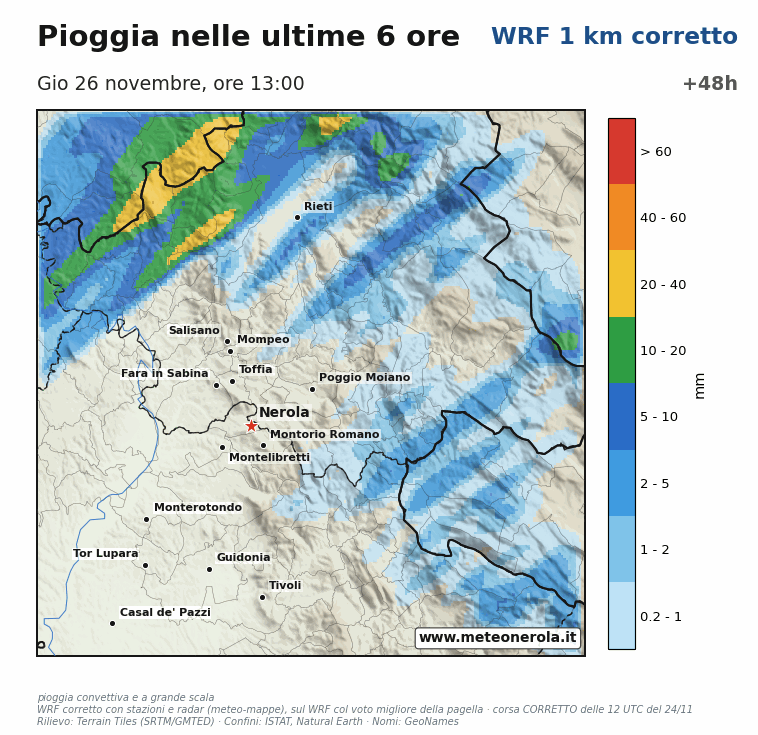 Pioggia nelle ultime 6 ore
WRF 1 km corretto
Gio 26 novembre, ore 13:00
+48h
Rieti
Salisano
Mompeo
Toffia
Fara in Sabina
Poggio Moiano
Nerola
Montorio Romano
Montelibretti
Monterotondo
Tor Lupara
Guidonia
Tivoli
Casal de' Pazzi
www.meteonerola.it
> 60
40 - 60
20 - 40
10 - 20
5 - 10
2 - 5
1 - 2
0.2 - 1
mm
pioggia convettiva e a grande scala
WRF corretto con stazioni e radar (meteo-mappe), sul WRF col voto migliore della pagella · corsa CORRETTO delle 12 UTC del 24/11
Rilievo: Terrain Tiles (SRTM/GMTED) · Confini: ISTAT, Natural Earth · Nomi: GeoNames